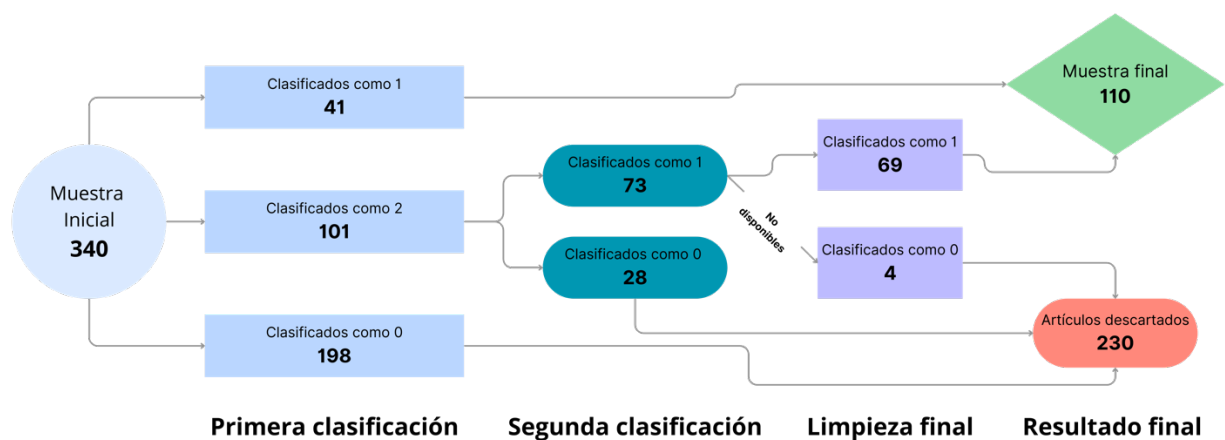 Muestra
Inicial
340
Clasificados como 1
41
Clasificados como 2
101
Clasificados como 0
198
Clasificados como 1
73
Clasificados como 0
28
No
disponibles
Clasificados como 1
69
Clasificados como 0
4
Muestra final
110
Artículos descartados
230
Primera clasificación
Segunda clasificación
Limpieza final
Resultado final